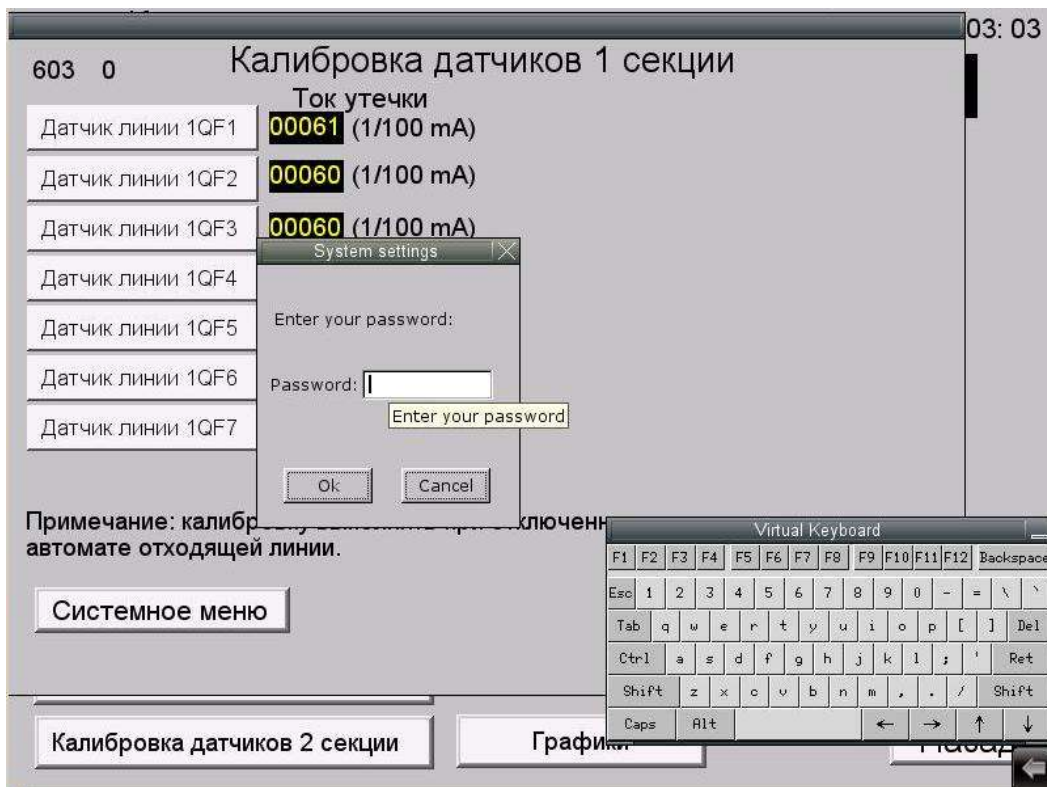 03: 03
603 0 Калибровка датчиков 1 секции
Ток утечки
Датчик линии 1QF1 00061 (1/100 mA)
Датчик линии 1QF2 00060 (1/100 mA)
Датчик линии 1QF3 00060 (1/100 mA)
Датчик линии 1QF4
Датчик линии 1QF5
Датчик линии 1QF6
Датчик линии 1QF7
System settings
Enter your password:
Password:
Enter your password
Ok Cancel
Примечание:
автомате отходящей линии.
Системное меню
Калибровка датчиков 2 секции
Virtual Keyboard
F1 F2 F3 F4 F5 F6 F7 F8 F9 F10 F11 F12 Backspace
Esc 1 2 3 4 5 6 7 8 9 0 - = \ `
Tab q w e r t y u i o p [ ] Del
Ctrl a s d f g h j k l ; ' Ret
Shift z x c v b n m , . / Shift
Caps Alt ← → ↑ ↓